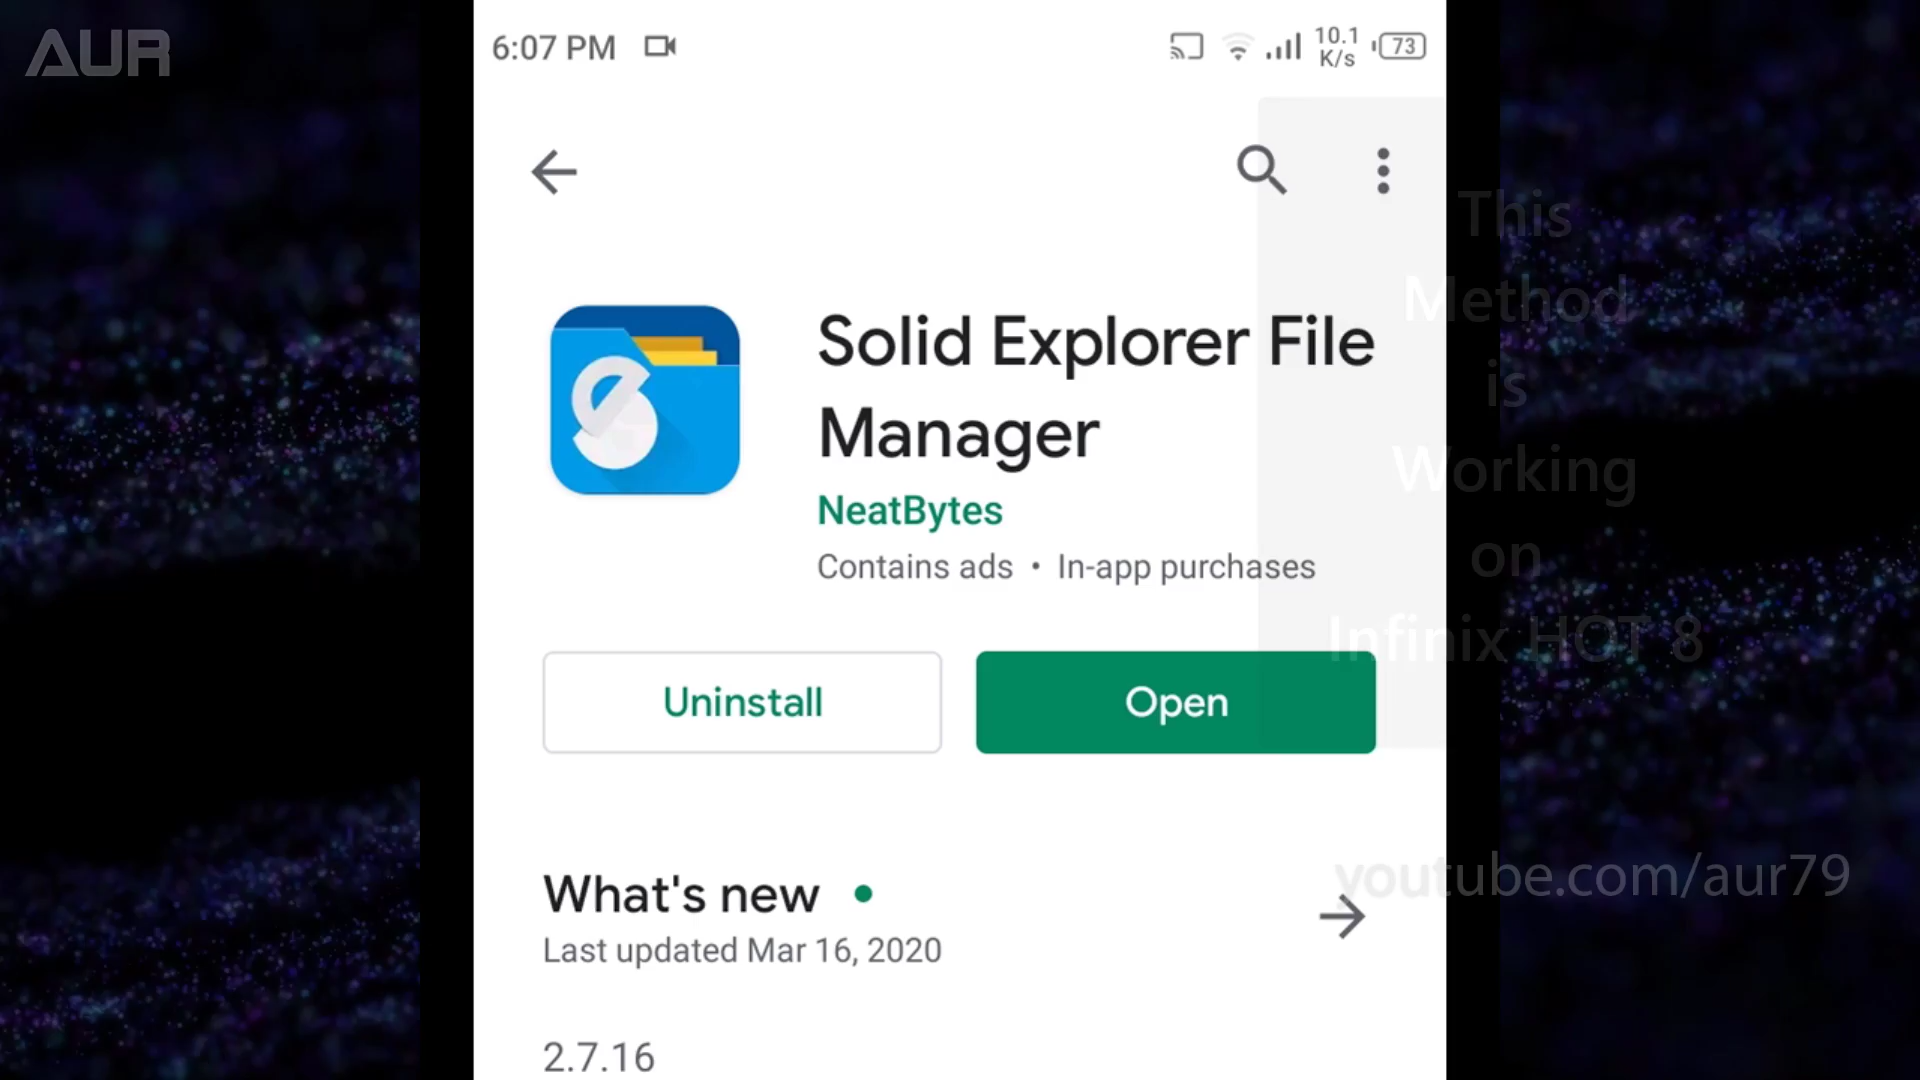 AUR
6:07 PM
10.1
K/s
73
This
Method
is
Working
on
Infinix HOT 8
Solid Explorer File
Manager
NeatBytes
Contains ads • In-app purchases
Uninstall
Open
youtube.com/aur79
What's new
Last updated Mar 16, 2020
2.7.16